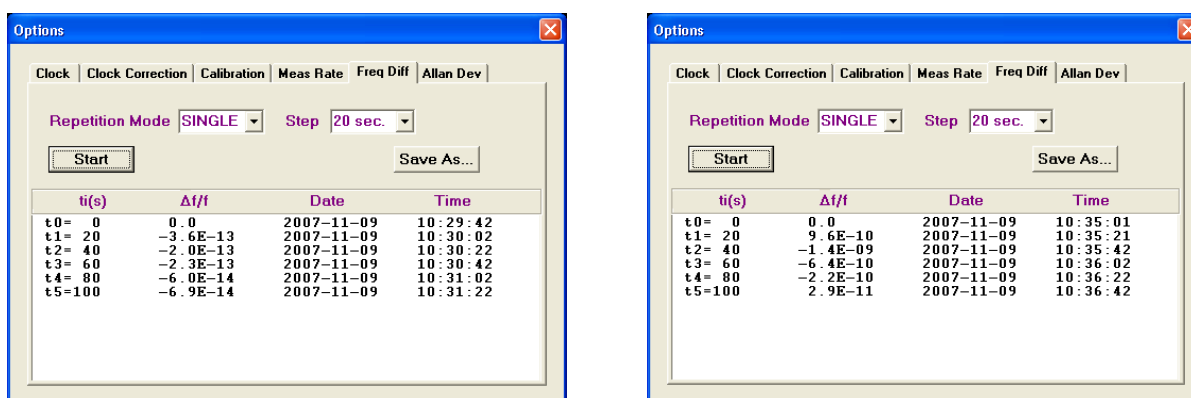 Options
Clock Clock Correction Calibration Meas Rate Freq Diff Allan Dev
Repetition Mode SINGLE Step 20 sec.
Start Save As...
ti(s) Δf/f Date Time
t0= 0 0.0 2007-11-09 10:29:42
t1= 20 -3.6E-13 2007-11-09 10:30:02
t2= 40 -2.0E-13 2007-11-09 10:30:22
t3= 60 -2.3E-13 2007-11-09 10:30:42
t4= 80 -6.0E-14 2007-11-09 10:31:02
t5=100 -6.9E-14 2007-11-09 10:31:22
Options
Clock Clock Correction Calibration Meas Rate Freq Diff Allan Dev
Repetition Mode SINGLE Step 20 sec.
Start Save As...
ti(s) Δf/f Date Time
t0= 0 0.0 2007-11-09 10:35:01
t1= 20 9.6E-10 2007-11-09 10:35:21
t2= 40 -1.4E-09 2007-11-09 10:35:42
t3= 60 -6.4E-10 2007-11-09 10:36:02
t4= 80 -2.2E-10 2007-11-09 10:36:22
t5=100 2.9E-11 2007-11-09 10:36:42